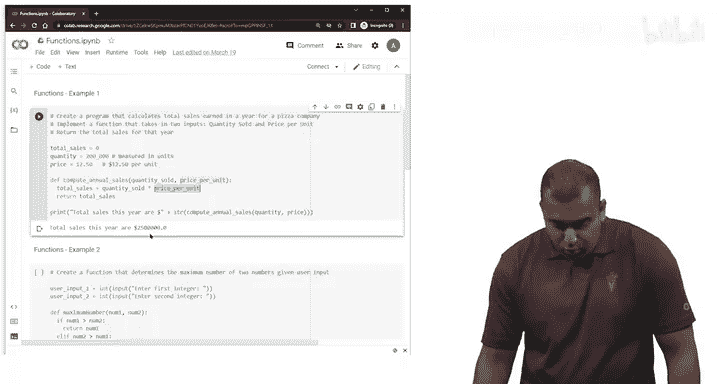 Functions.ipynb - Colaboratory
Incognito
Functions.ipynb
File Edit View Insert Runtime Tools Help Last edited on March 19
Comment Share A
+ Code + Text
Connect
Editing
Functions - Example 1
# Create a program that calculates total sales earned in a year for a pizza company
# Implement a function that takes in two inputs: Quantity Sold and Price per Unit
# Return the total sales for that year
total_sales = 0
quantity = 200_000 # measured in units
price = 12.50 # $12.50 per unit
def compute_annual_sales(quantity_sold, price_per_unit):
total_sales = quantity_sold * price_per_unit
return total_sales
print("Total sales this year are $" + str(compute_annual_sales(quantity, price)))
Total sales this year are $2500000.0
Functions - Example 2
[ ] # Create a function that determines the maximum number of two numbers given user input
user_input_1 = int(input("Enter first integer: "))
user_input_2 = int(input("Enter second integer: "))
def maximumNumber(num1, num2):
if num1 > num2:
return num1
elif num2 > num1:
bilibili